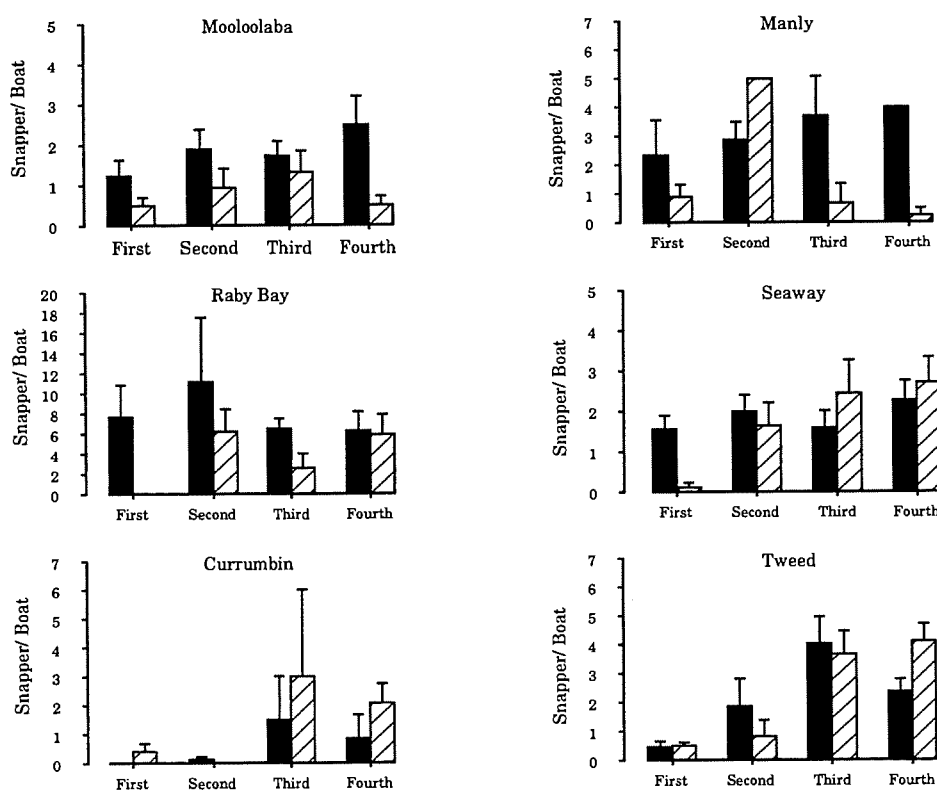 Mooloolaba
Snapper/ Boat
5
4
3
2
1
0
First Second Third Fourth
Manly
Snapper/ Boat
7
6
5
4
3
2
1
0
First Second Third Fourth
Raby Bay
Snapper/ Boat
20
18
16
14
12
10
8
6
4
2
0
First Second Third Fourth
Seaway
Snapper/ Boat
5
4
3
2
1
0
First Second Third Fourth
Currumbin
Snapper/ Boat
7
6
5
4
3
2
1
0
First Second Third Fourth
Tweed
Snapper/ Boat
7
6
5
4
3
2
1
0
First Second Third Fourth